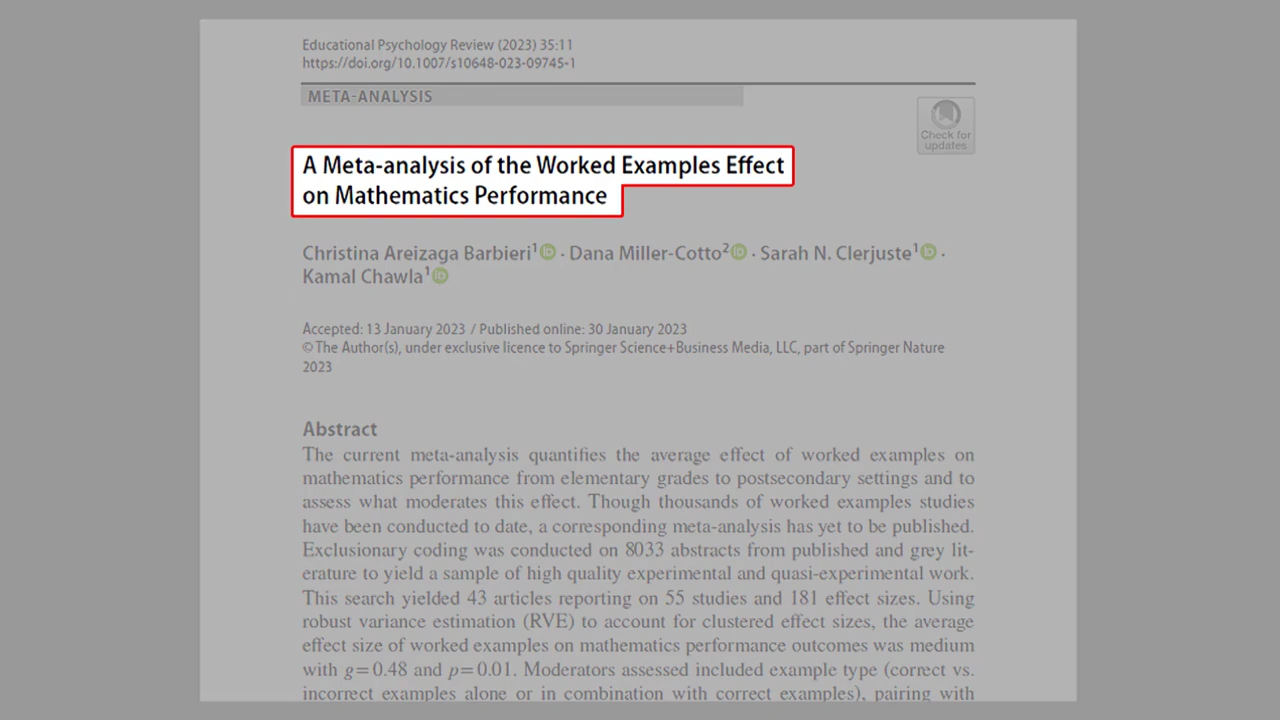 Educational Psychology Review (2023) 35:11
https://doi.org/10.1007/s10648-023-09745-1
META-ANALYSIS
Check for
updates
A Meta-analysis of the Worked Examples Effect
on Mathematics Performance
Christina Areizaga Barbieri1 iD · Dana Miller-Cotto2 iD · Sarah N. Clerjuste1 iD ·
Kamal Chawla1 iD
Accepted: 13 January 2023 / Published online: 30 January 2023
© The Author(s), under exclusive licence to Springer Science+Business Media, LLC, part of Springer Nature
2023
Abstract
The current meta-analysis quantifies the average effect of worked examples on
mathematics performance from elementary grades to postsecondary settings and to
assess what moderates this effect. Though thousands of worked examples studies
have been conducted to date, a corresponding meta-analysis has yet to be published.
Exclusionary coding was conducted on 8033 abstracts from published and grey lit-
erature to yield a sample of high quality experimental and quasi-experimental work.
This search yielded 43 articles reporting on 55 studies and 181 effect sizes. Using
robust variance estimation (RVE) to account for clustered effect sizes, the average
effect size of worked examples on mathematics performance outcomes was medium
with g=0.48 and p=0.01. Moderators assessed included example type (correct vs.
incorrect examples alone or in combination with correct examples), pairing with